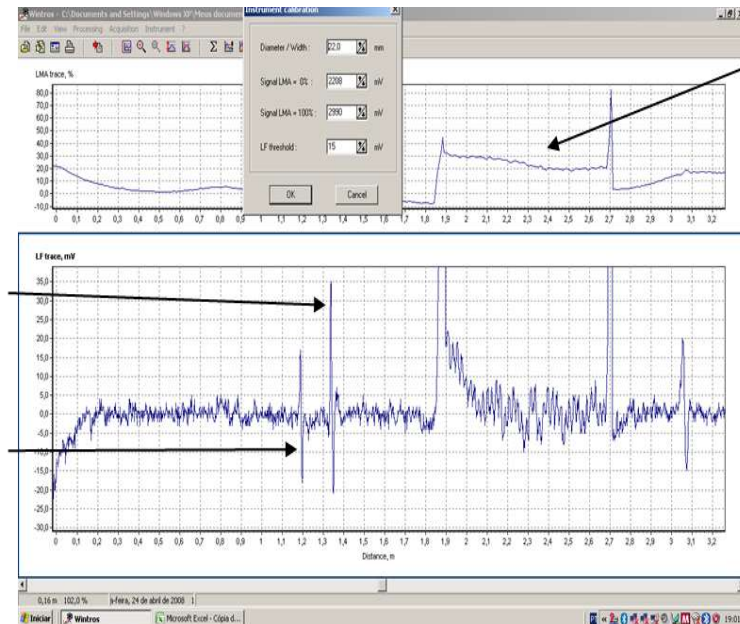 Wintros - C:\Documents and Settings\Windows XP\Meus document
File Edit View Processing Acquisition Instrument ?
Instrument calibration
Diameter / Width : 22,0 mm
Signal LMA = 0% : 2208 mV
Signal LMA = 100% : 2990 mV
LF threshold : 15 mV
OK Cancel
LMA trace, %
80,0
70,0
60,0
50,0
40,0
30,0
20,0
10,0
0,0
-10,0
0 0,1 0,2 0,3 0,4 0,5 0,6 0,7 0,8 0,9 1 1,1 1,2 1,3 1,4 1,5 1,6 1,7 1,8 1,9 2 2,1 2,2 2,3 2,4 2,5 2,6 2,7 2,8 2,9 3 3,1 3,2
LF trace, mV
35,0
30,0
25,0
20,0
15,0
10,0
5,0
0,0
-5,0
-10,0
-15,0
-20,0
-25,0
-30,0
0 0,1 0,2 0,3 0,4 0,5 0,6 0,7 0,8 0,9 1 1,1 1,2 1,3 1,4 1,5 1,6 1,7 1,8 1,9 2 2,1 2,2 2,3 2,4 2,5 2,6 2,7 2,8 2,9 3 3,1 3,2
Distance, m
0,16 m 102,0 % a-feira, 24 de abril de 2008 1
Iniciar Wintros Microsoft Excel - Cópia d... PT 19:01